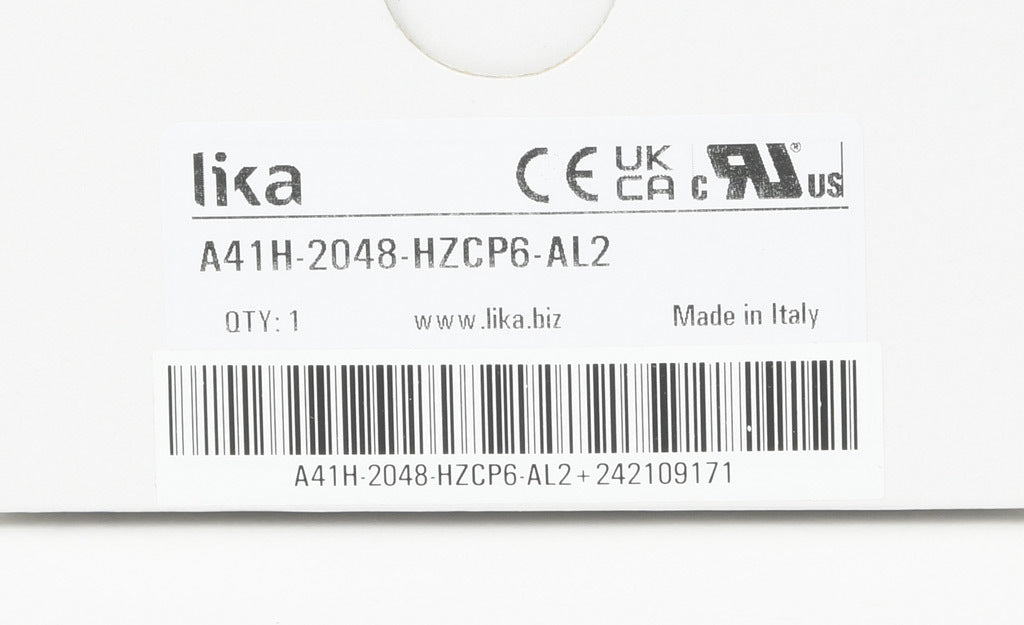 lika CE UK CA c RU® US
A41H-2048-HZCP6-AL2
QTY: 1 www.lika.biz Made in Italy
A41H-2048-HZCP6-AL2+242109171